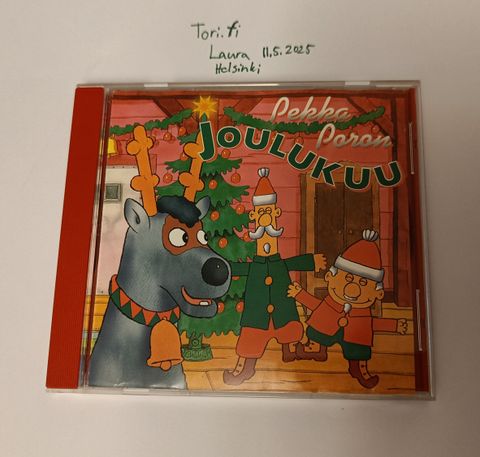 Tori.fi
Laura 11.5.2025
Helsinki
Pekka
Poron
JOULUKUU